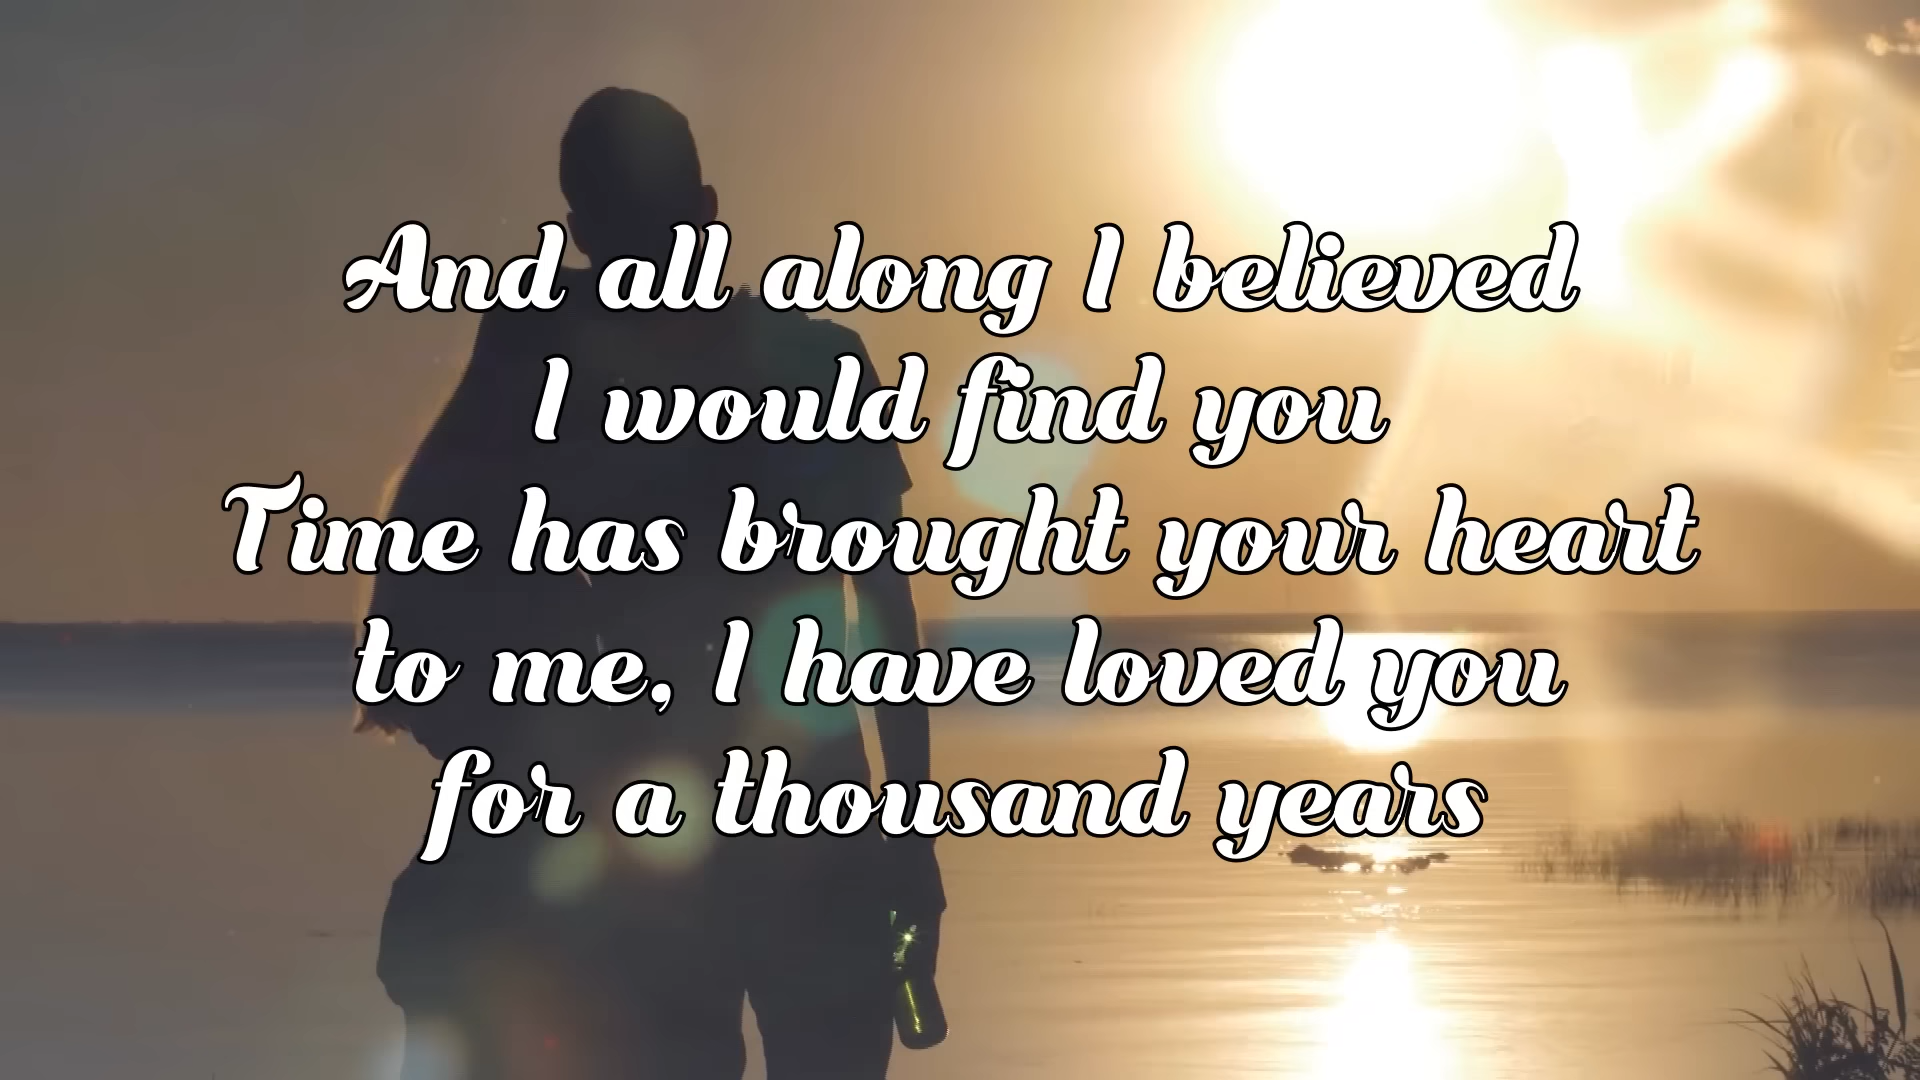 And all along I believed
I would find you
Time has brought your heart
to me, I have loved you
for a thousand years